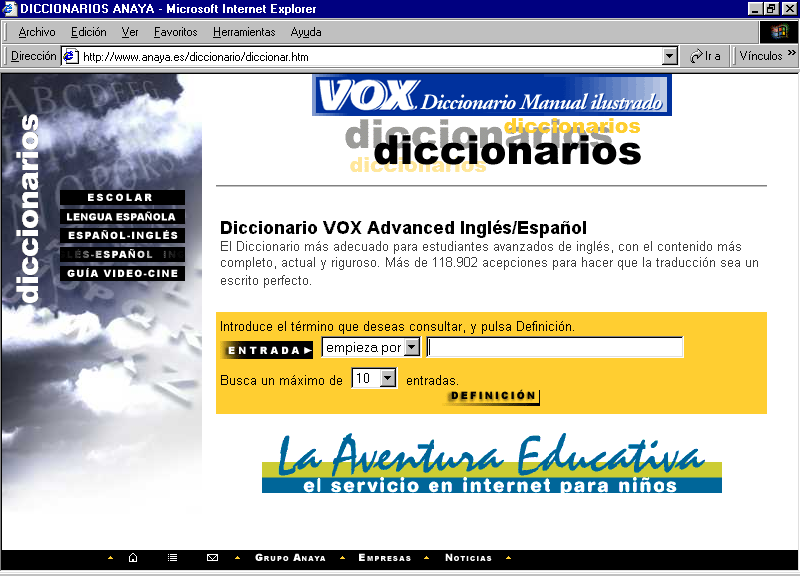 DICCIONARIOS ANAYA - Microsoft Internet Explorer
Archivo Edición Ver Favoritos Herramientas Ayuda
Dirección http://www.anaya.es/diccionario/diccionar.htm Ir a Vínculos »
ABCDEF
VOX. Diccionario Manual ilustrado
diccionarios
diccionarios
diccionarios
diccionarios
diccionarios
ESCOLAR
LENGUA ESPAÑOLA
ESPAÑOL-INGLÉS
LÉS-ESPAÑOL IN
GUÍA VIDEO-CINE
Diccionario VOX Advanced Inglés/Español
El Diccionario más adecuado para estudiantes avanzados de inglés, con el contenido más
completo, actual y riguroso. Más de 118.902 acepciones para hacer que la traducción sea un
escrito perfecto.
Introduce el término que deseas consultar, y pulsa Definición.
ENTRADA empieza por
Busca un máximo de 10 entradas.
DEFINICIÓN
La Aventura Educativa
el servicio en internet para niños
GRUPO ANAYA EMPRESAS NOTICIAS